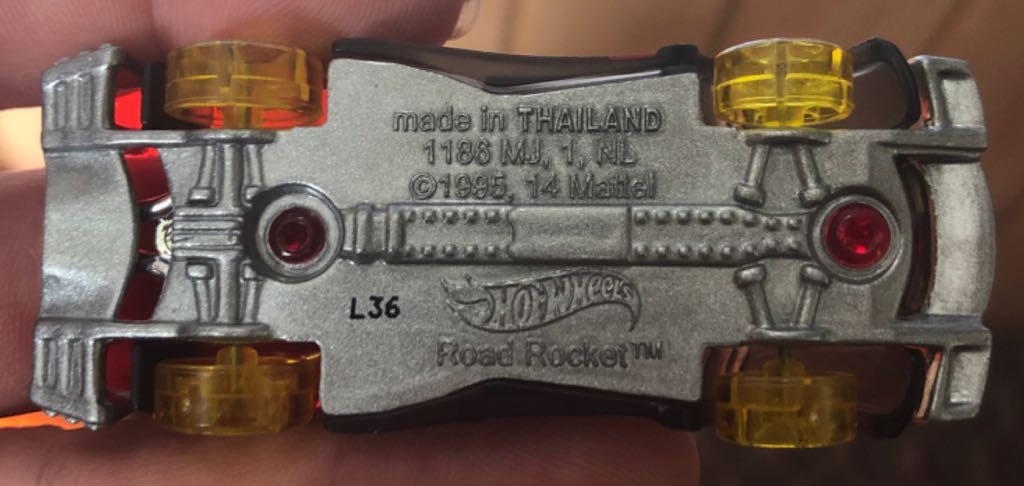 made in THAILAND
1186 MJ, 1, NL
©1995, 14 Mattel
L36
HOT WHeeLs
Road Rocket™